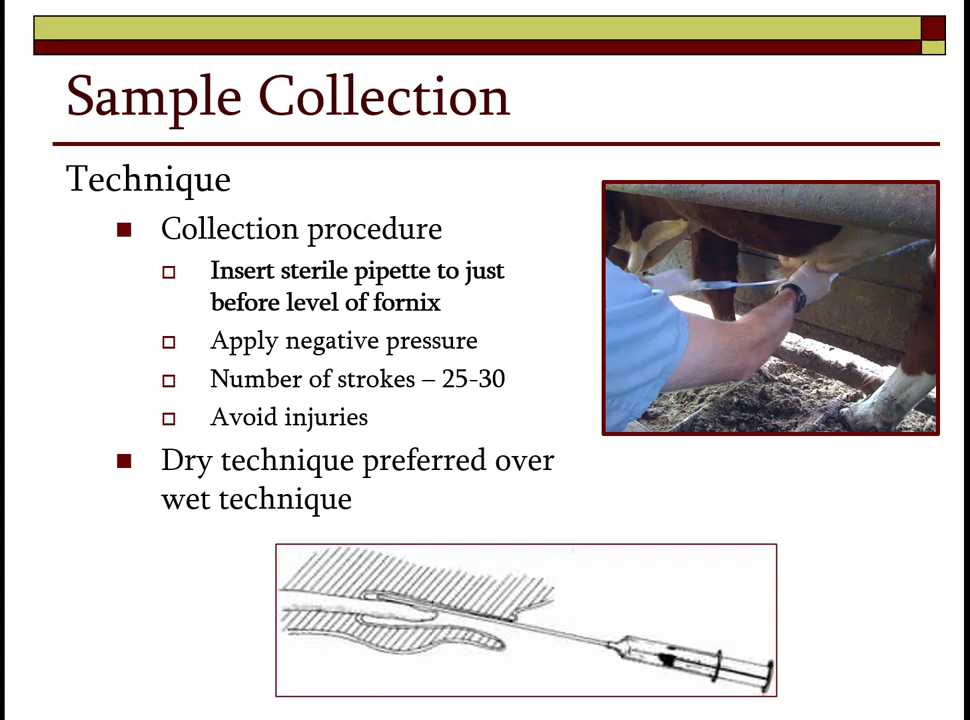 Sample Collection
Technique
Collection procedure
Insert sterile pipette to just
before level of fornix
Apply negative pressure
Number of strokes – 25-30
Avoid injuries
Dry technique preferred over
wet technique